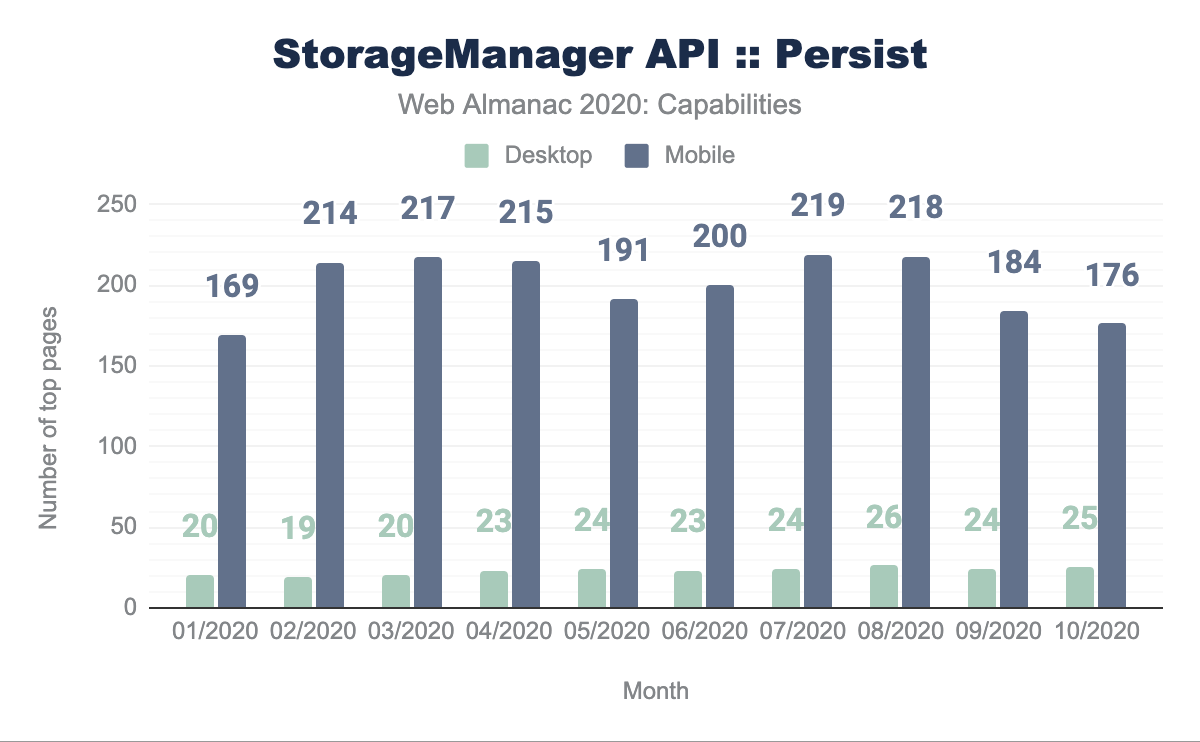 StorageManager API :: Persist
Web Almanac 2020: Capabilities
Desktop Mobile
Number of top pages
250
200
150
100
50
0
169 214 217 215 191 200 219 218 184 176
20 19 20 23 24 23 24 26 24 25
01/2020 02/2020 03/2020 04/2020 05/2020 06/2020 07/2020 08/2020 09/2020 10/2020
Month